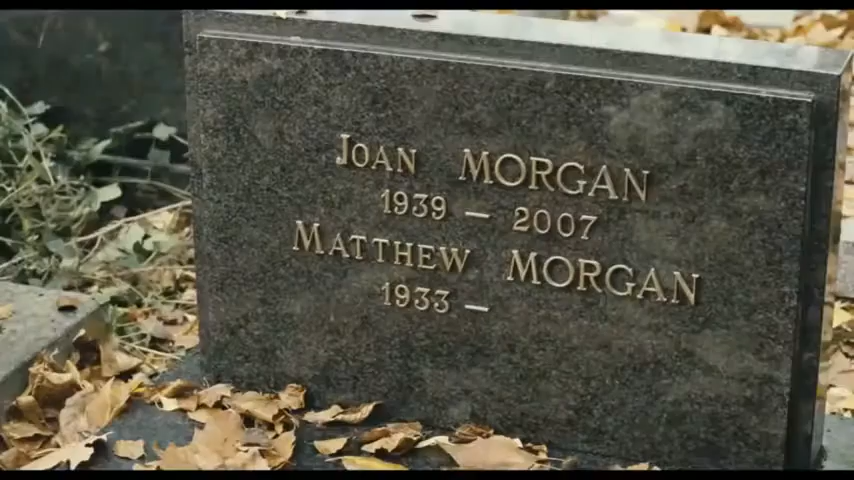 JOAN MORGAN
1939 — 2007
MATTHEW MORGAN
1933 —